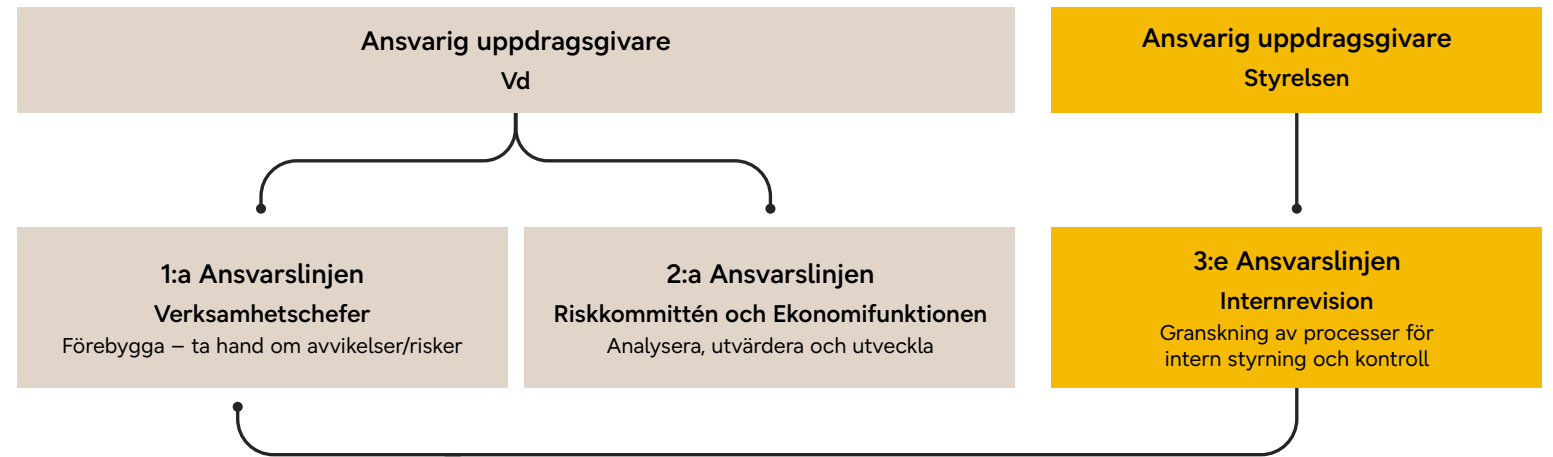 Ansvarig uppdragsgivare
Vd
Ansvarig uppdragsgivare
Styrelsen
1:a Ansvarslinjen
Verksamhetschefer
Förebygga – ta hand om avvikelser/risker
2:a Ansvarslinjen
Riskkommittén och Ekonomifunktionen
Analysera, utvärdera och utveckla
3:e Ansvarslinjen
Internrevision
Granskning av processer för
intern styrning och kontroll